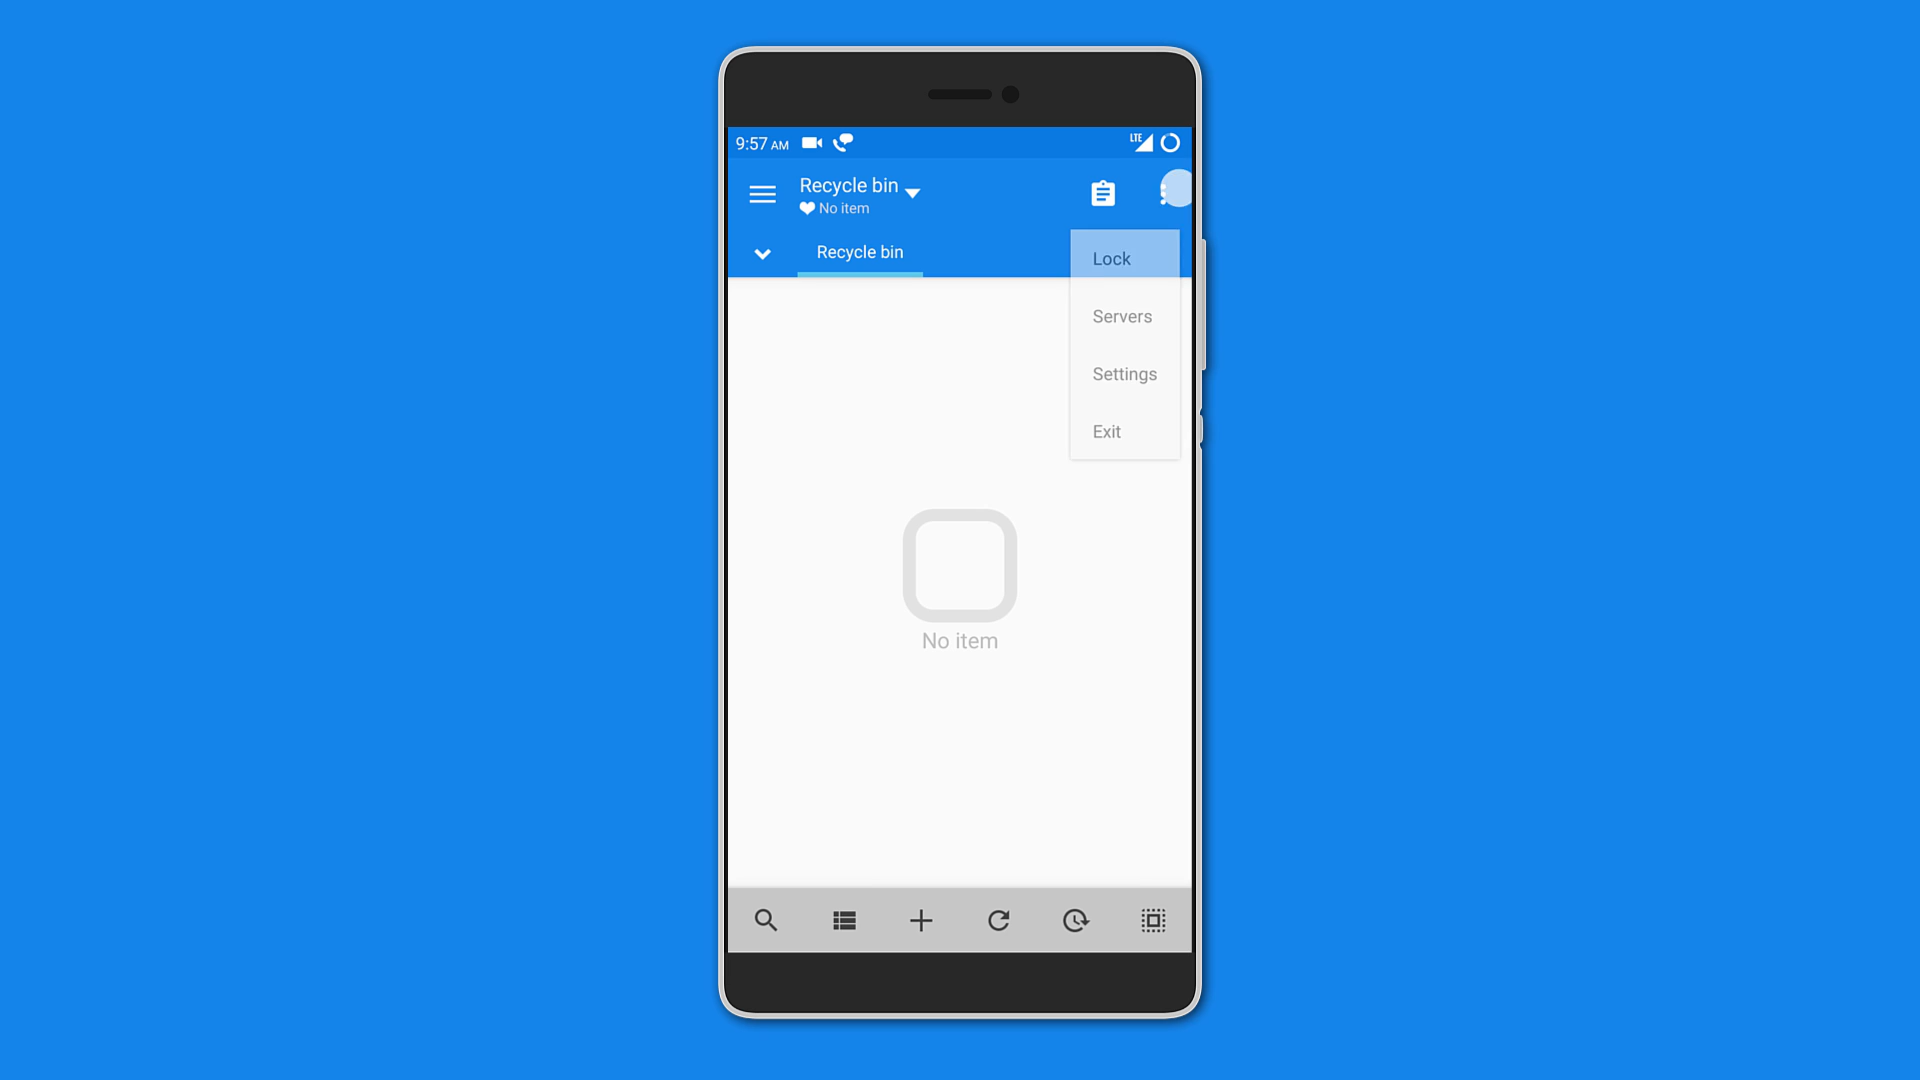 9:57 AM
LTE
Recycle bin
No item
Recycle bin
Lock
Servers
Settings
Exit
No item